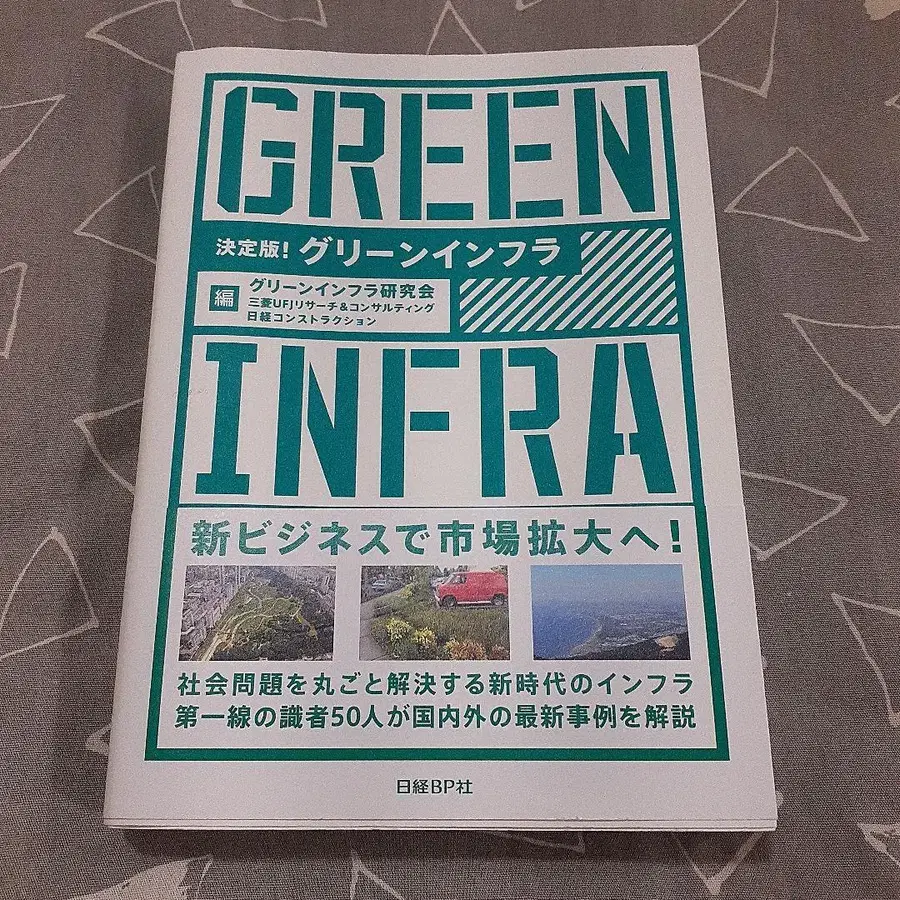 GREEN
決定版! グリーンインフラ
編
グリーンインフラ研究会
三菱UFJリサーチ&コンサルティング
日経コンストラクション
INFRA
新ビジネスで市場拡大へ!
社会問題を丸ごと解決する新時代のインフラ
第一線の識者50人が国内外の最新事例を解説
日経BP社